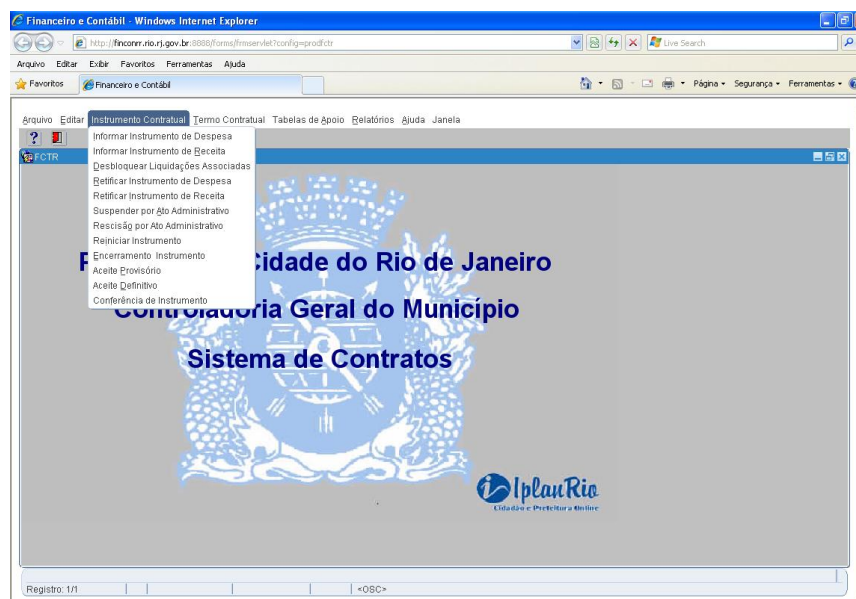 Financeiro e Contábil - Windows Internet Explorer
http://finconrr.rio.rj.gov.br:8888/forms/frmservlet?config=prodfctr
Live Search
Arquivo Editar Exibir Favoritos Ferramentas Ajuda
Favoritos Financeiro e Contábil Página Segurança Ferramentas
Arquivo Editar Instrumento Contratual Termo Contratual Tabelas de Apoio Relatórios Ajuda Janela
FCTR
Informar Instrumento de Despesa
Informar Instrumento de Receita
Desbloquear Liquidações Associadas
Retificar Instrumento de Despesa
Retificar Instrumento de Receita
Suspender por Ato Administrativo
Rescisão por Ato Administrativo
Reiniciar Instrumento
Encerramento Instrumento
Aceite Provisório
Aceite Definitivo
Conferência de Instrumento
Cidade do Rio de Janeiro
Controladoria Geral do Município
Sistema de Contratos
IplanRio
Cidadão e Prefeitura Online
Registro: 1/1 <OSC>